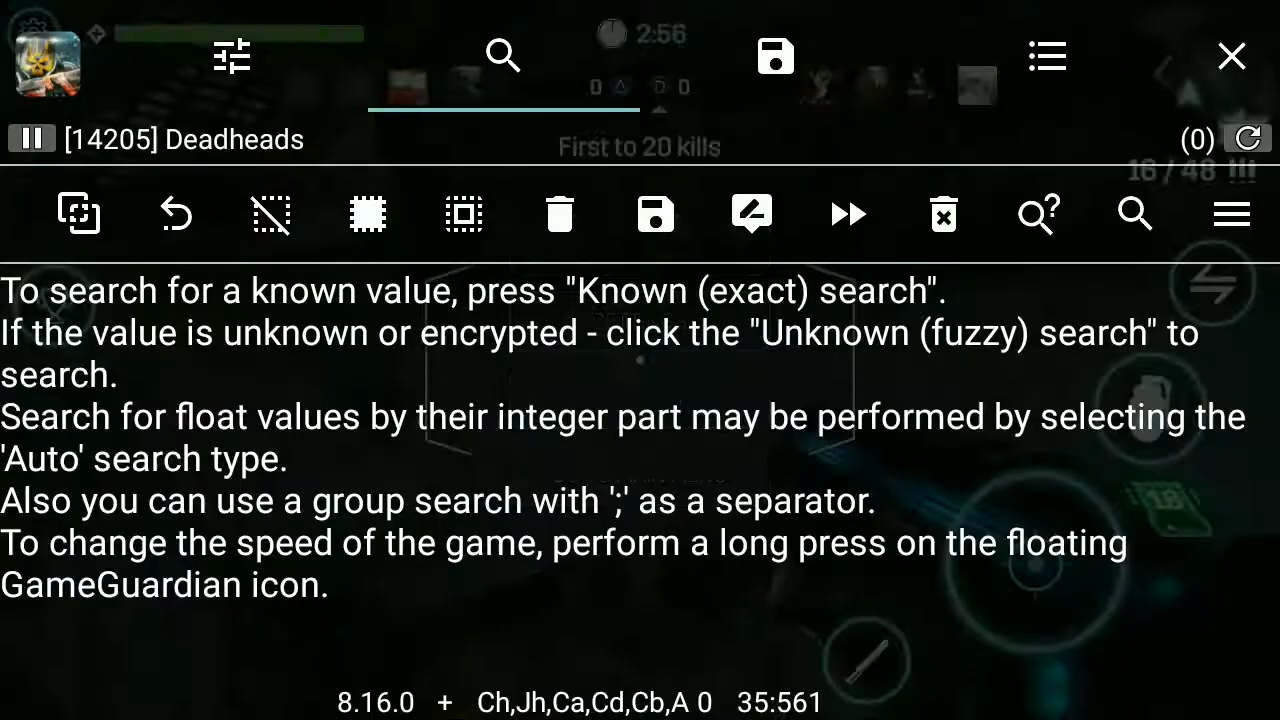 2:56
0 A D 0
[14205] Deadheads
(0)
First to 20 kills
16 / 48
To search for a known value, press "Known (exact) search".
If the value is unknown or encrypted - click the "Unknown (fuzzy) search" to
search.
Search for float values by their integer part may be performed by selecting the
'Auto' search type.
Also you can use a group search with ';' as a separator.
To change the speed of the game, perform a long press on the floating
GameGuardian icon.
8.16.0 + Ch,Jh,Ca,Cd,Cb,A 0 35:561